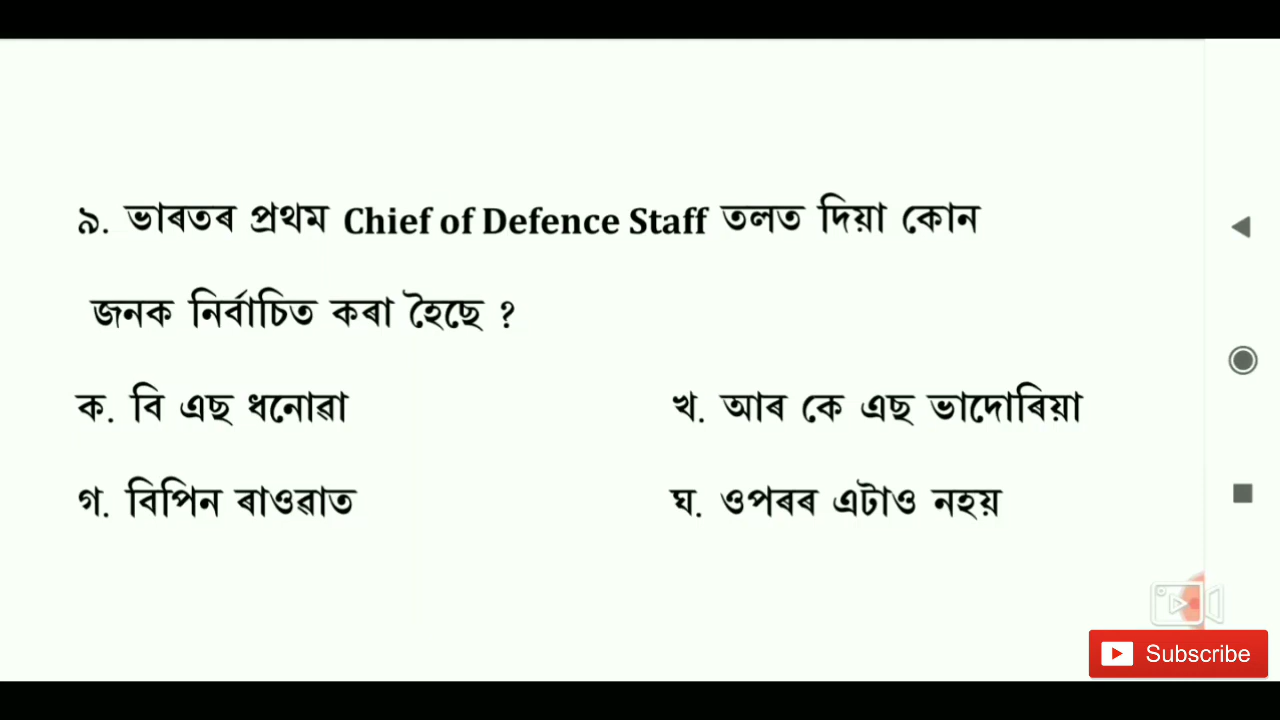 ৯. ভাৰতৰ প্ৰথম Chief of Defence Staff তলত দিয়া কোন
জনক নিৰ্বাচিত কৰা হৈছে ?
ক. বি এছ ধনোৱা
খ. আৰ কে এছ ভাদোৰিয়া
গ. বিপিন ৰাওৱাত
ঘ. ওপৰৰ এটাও নহয়
Subscribe